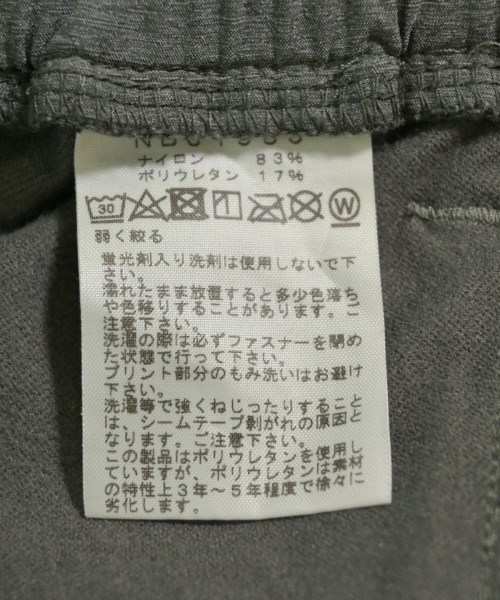 ナイロン 83%
ポリウレタン 17%
30 W
弱く絞る
蛍光剤入り洗剤は使用しないで下
さい。
濡れたまま放置すると多少色落ち
や色移りすることがあります。ご
注意下さい。
洗濯の際は必ずファスナーを閉め
た状態で行って下さい。
プリント部分のもみ洗いはお避け
下さい。
洗濯等で強くねじったりすること
は、シームテープ剥がれの原因と
なります。ご注意下さい。
この製品はポリウレタンを使用し
ていますが、ポリウレタンは素材
の特性上3年～5年程度で徐々に
劣化します。